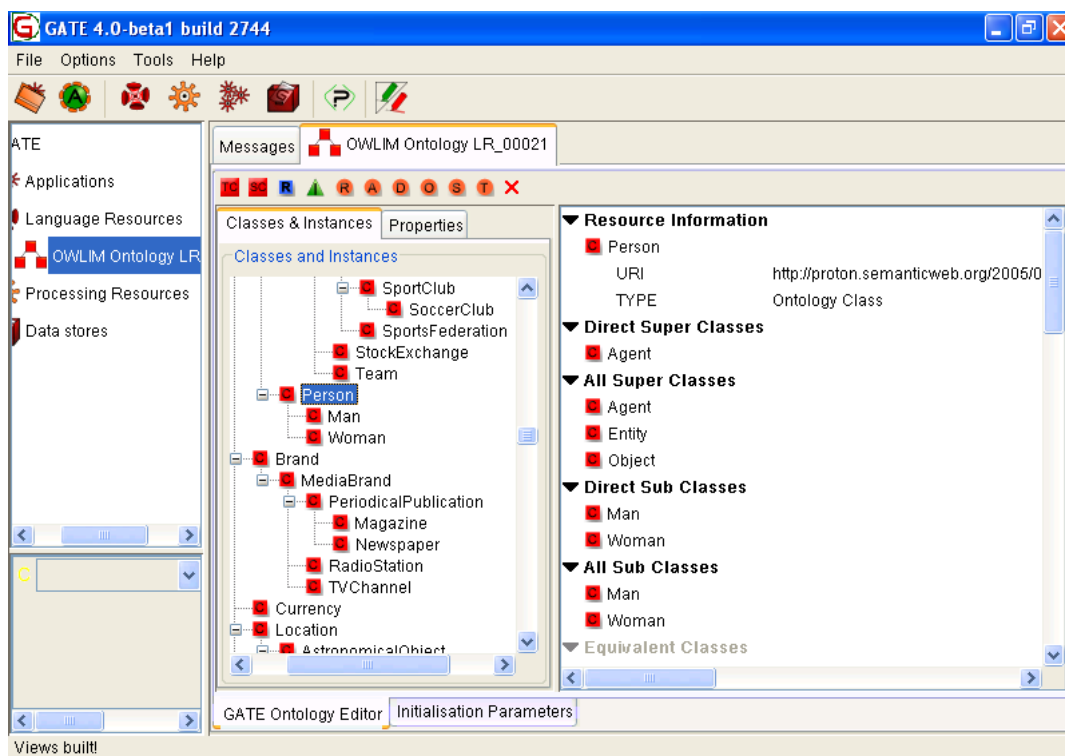 GATE 4.0-beta1 build 2744
File Options Tools Help
Messages
OWLIM Ontology LR_00021
ATE
Applications
Language Resources
OWLIM Ontology LR
Processing Resources
Data stores
TC SC R I R A D O S T
Classes & Instances
Properties
Classes and Instances
C SportClub
C SoccerClub
C SportsFederation
C StockExchange
C Team
C Person
C Man
C Woman
C Brand
C MediaBrand
C PeriodicalPublication
C Magazine
C Newspaper
C RadioStation
C TVChannel
C Currency
C Location
C AstronomicalObject
Resource Information
C Person
URI http://proton.semanticweb.org/2005/0
TYPE Ontology Class
Direct Super Classes
C Agent
All Super Classes
C Agent
C Entity
C Object
Direct Sub Classes
C Man
C Woman
All Sub Classes
C Man
C Woman
Equivalent Classes
C
GATE Ontology Editor
Initialisation Parameters
Views built!